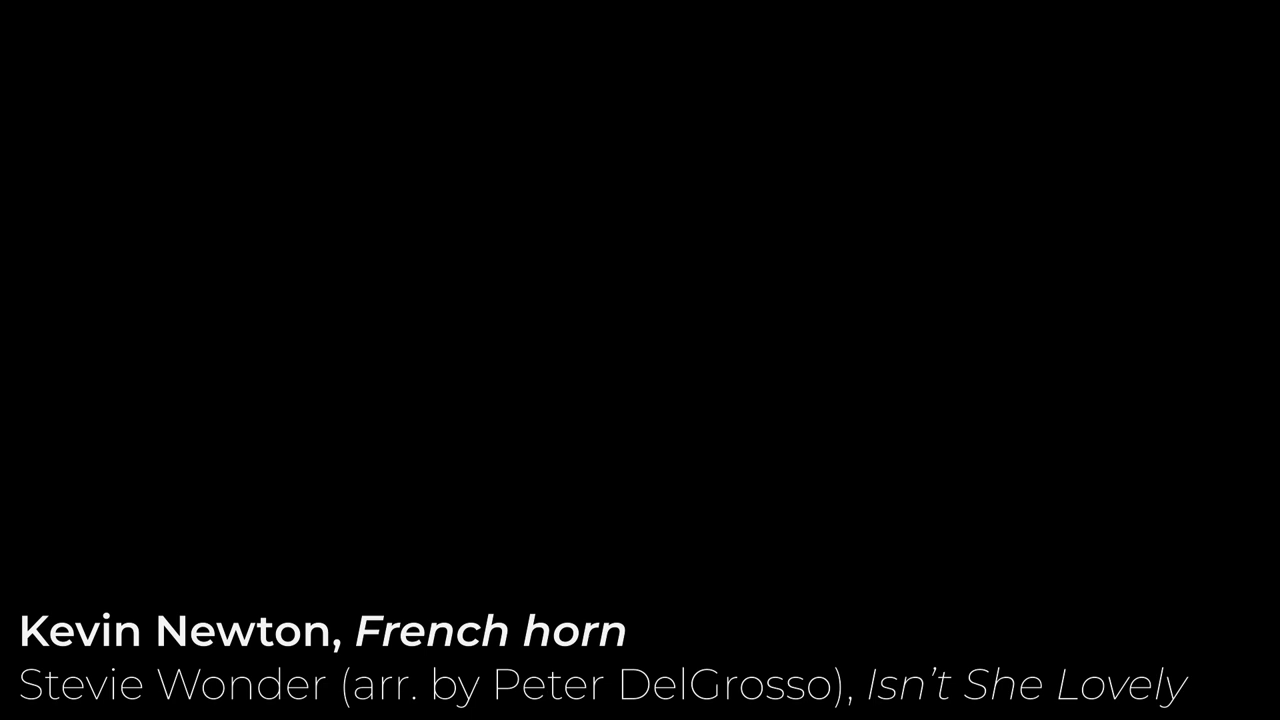 Kevin Newton, French horn
Stevie Wonder (arr. by Peter DelGrosso), Isn’t She Lovely